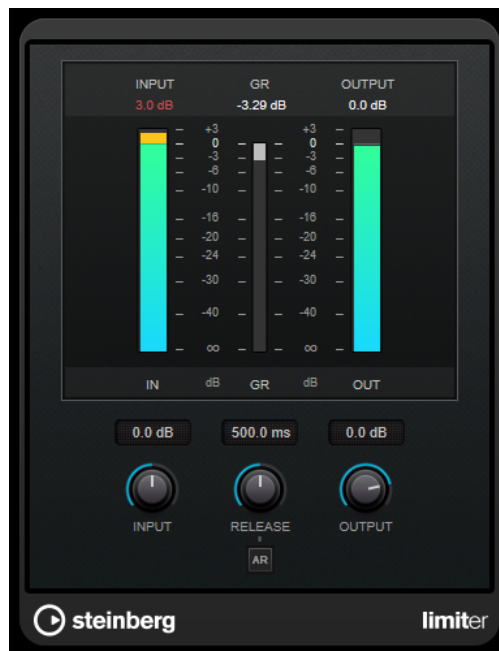 INPUT GR OUTPUT
3.0 dB -3.29 dB 0.0 dB
+3 +3
0 0
-3 -3
-6 -6
-10 -10
-16 -16
-20 -20
-24 -24
-30 -30
-40 -40
∞ ∞
IN dB GR dB OUT
0.0 dB 500.0 ms 0.0 dB
INPUT RELEASE OUTPUT
AR
steinberg limiter